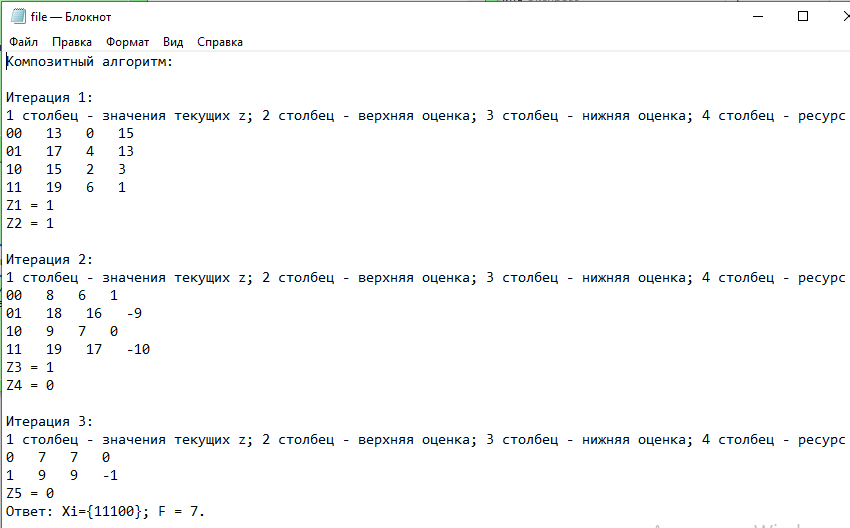 file — Блокнот
Файл Правка Формат Вид Справка
Композитный алгоритм:
Итерация 1:
1 столбец - значения текущих z; 2 столбец - верхняя оценка; 3 столбец - нижняя оценка; 4 столбец - ресурс
00 13 0 15
01 17 4 13
10 15 2 3
11 19 6 1
Z1 = 1
Z2 = 1
Итерация 2:
1 столбец - значения текущих z; 2 столбец - верхняя оценка; 3 столбец - нижняя оценка; 4 столбец - ресурс
00 8 6 1
01 18 16 -9
10 9 7 0
11 19 17 -10
Z3 = 1
Z4 = 0
Итерация 3:
1 столбец - значения текущих z; 2 столбец - верхняя оценка; 3 столбец - нижняя оценка; 4 столбец - ресурс
0 7 7 0
1 9 9 -1
Z5 = 0
Ответ: Xi={11100}; F = 7.